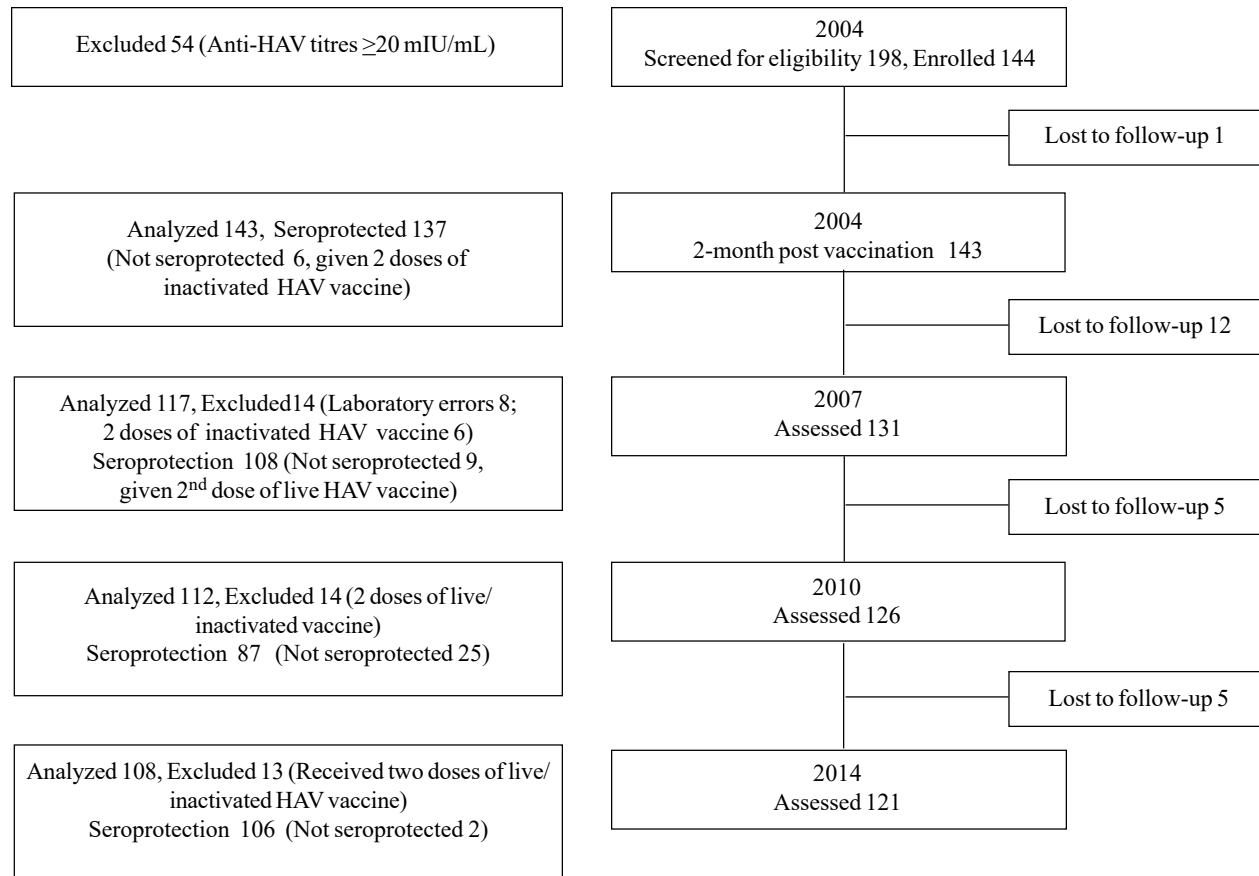 Excluded 54 (Anti-HAV titres ≥20 mIU/mL)
2004
Screened for eligibility 198, Enrolled 144
Lost to follow-up 1
Analyzed 143, Seroprotected 137
(Not seroprotected 6, given 2 doses of
inactivated HAV vaccine)
2004
2-month post vaccination 143
Lost to follow-up 12
Analyzed 117, Excluded14 (Laboratory errors 8;
2 doses of inactivated HAV vaccine 6)
Seroprotection 108 (Not seroprotected 9,
given 2nd dose of live HAV vaccine)
2007
Assessed 131
Lost to follow-up 5
Analyzed 112, Excluded 14 (2 doses of live/
inactivated vaccine)
Seroprotection 87 (Not seroprotected 25)
2010
Assessed 126
Lost to follow-up 5
Analyzed 108, Excluded 13 (Received two doses of live/
inactivated HAV vaccine)
Seroprotection 106 (Not seroprotected 2)
2014
Assessed 121